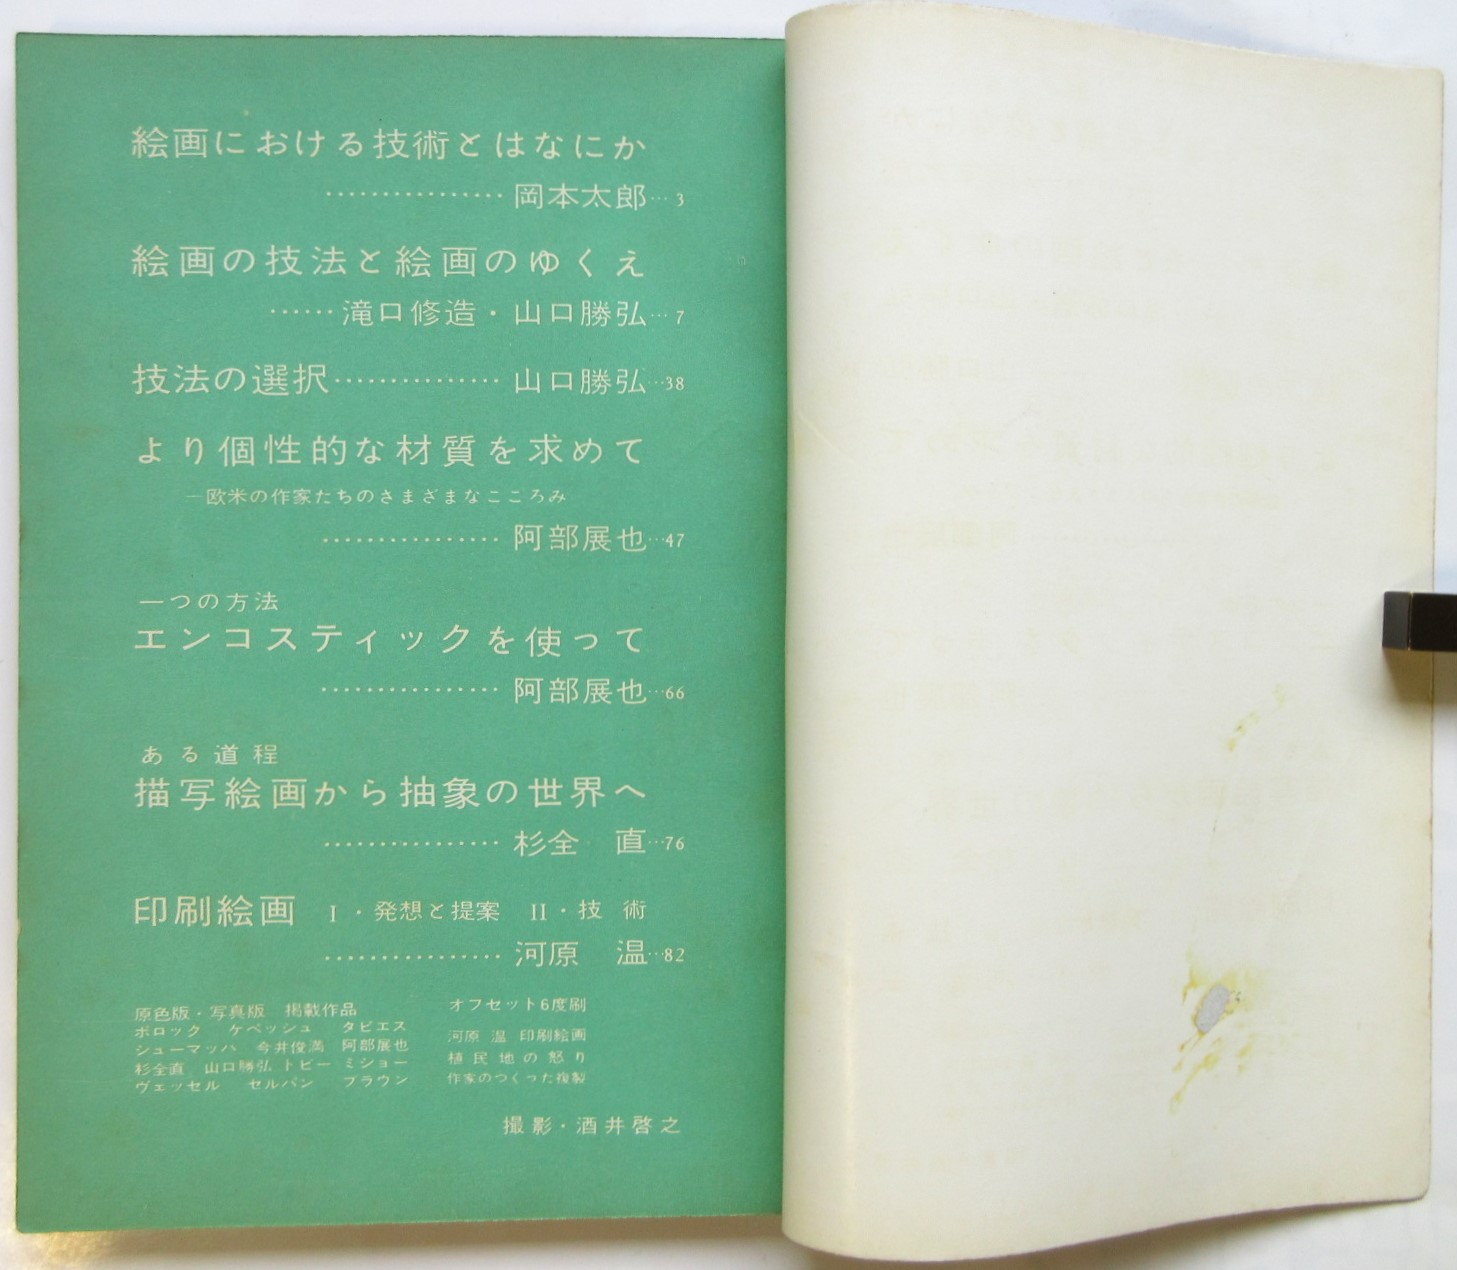 絵画における技術とはなにか
……………… 岡本太郎… 3
絵画の技法と絵画のゆくえ
……滝口修造・山口勝弘… 7
技法の選択…………… 山口勝弘…38
より個性的な材質を求めて
―欧米の作家たちのさまざまなこころみ
……………… 阿部展也…47
一つの方法
エンコスティックを使って
……………… 阿部展也…66
ある道程
描写絵画から抽象の世界へ
……………… 杉全 直…76
印刷絵画 I・発想と提案 II・技術
……………… 河原 温…82
原色版・写真版 掲載作品
ポロック ケペッシュ タピエス
シューマッハ 今井俊満 阿部展也
杉全直 山口勝弘 トビー ミショー
ヴェッセル セルパン ブラウン
オフセット6度刷
河原 温 印刷絵画
植民地の怒り
作家のつくった複製
撮影・酒井啓之